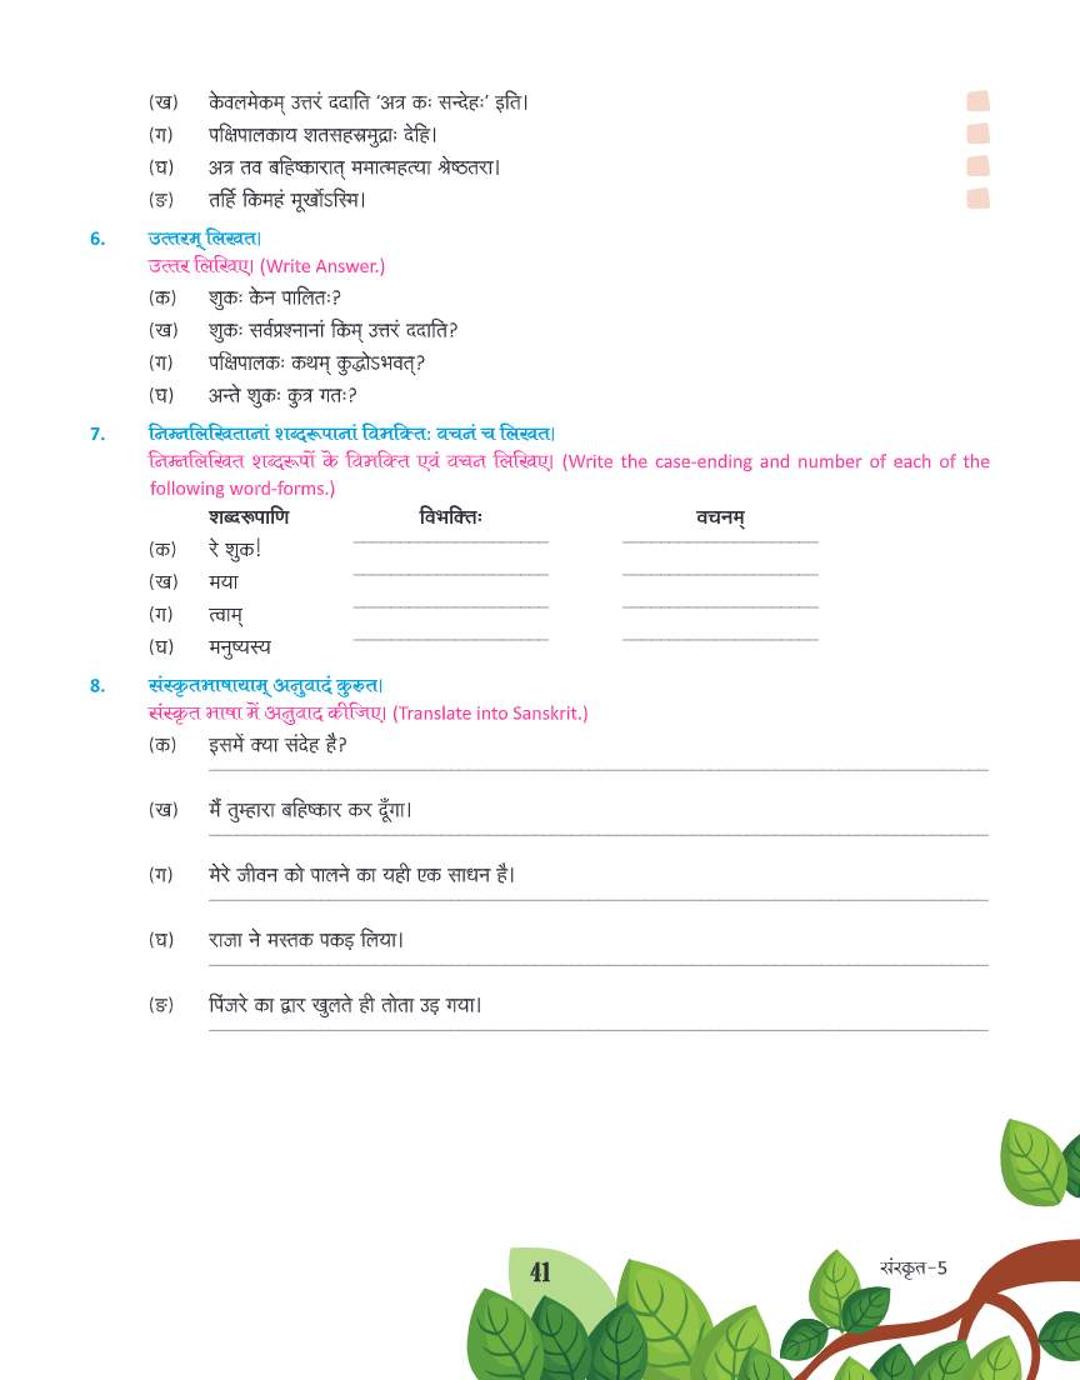 (ख) केवलमेकम् उत्तरं ददाति ‘अत्र कः सन्देहः’ इति।
(ग) पक्षिपालकाय शतसहस्रमुद्राः देहि।
(घ) अत्र तव बहिष्कारात् ममात्महत्या श्रेष्ठतरा।
(ङ) तर्हि किमहं मूर्खोऽस्मि।
6. उत्तरम् लिखत।
उत्तर लिखिए। (Write Answer.)
(क) शुकः केन पालितः?
(ख) शुकः सर्वप्रश्नानां किम् उत्तरं ददाति?
(ग) पक्षिपालकः कथम् कुद्धोऽभवत्?
(घ) अन्ते शुकः कुत्र गतः?
7. निम्नलिखितानां शब्दरूपानां विभक्तिः वचनं च लिखत।
निम्नलिखित शब्दरूपों के विभक्ति एवं वचन लिखिए। (Write the case-ending and number of each of the
following word-forms.)
शब्दरूपाणि विभक्तिः वचनम्
(क) रे शुक!
(ख) मया
(ग) त्वाम्
(घ) मनुष्यस्य
8. संस्कृतभाषायाम् अनुवादं कुरुत।
संस्कृत भाषा में अनुवाद कीजिए। (Translate into Sanskrit.)
(क) इसमें क्या संदेह है?
(ख) मैं तुम्हारा बहिष्कार कर दूँगा।
(ग) मेरे जीवन को पालने का यही एक साधन है।
(घ) राजा ने मस्तक पकड़ लिया।
(ङ) पिंजरे का द्वार खुलते ही तोता उड़ गया।
41
संस्कृत-5